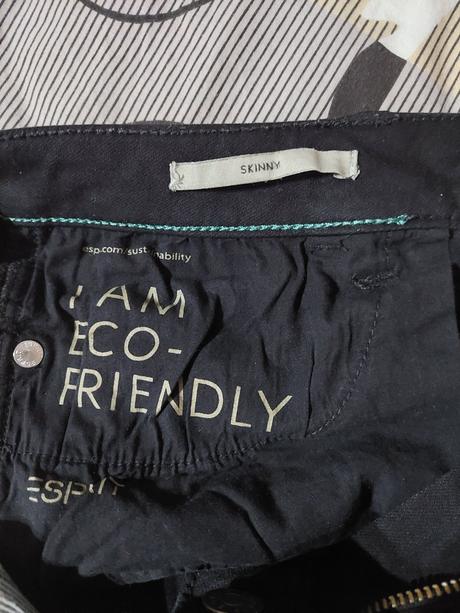 SKINNY
esp.com/sustainability
I AM
ECO-
FRIENDLY
ESPRIT